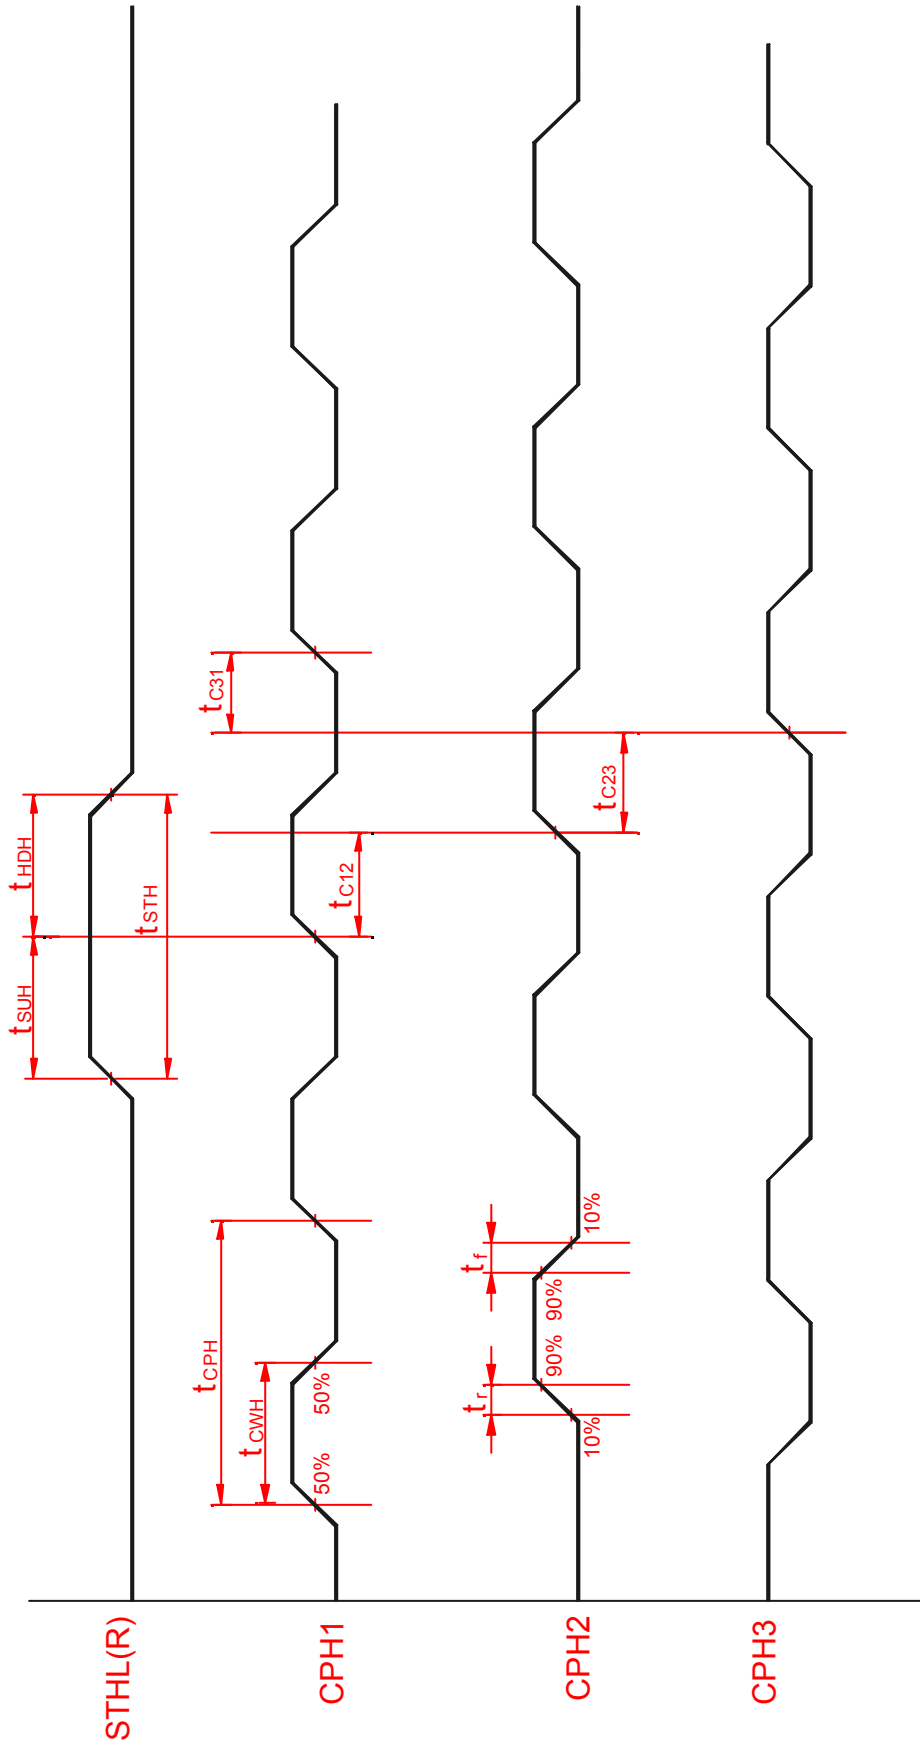 STHL(R)
tSUH
tHDH
tSTH
CPH1
tCPH
tCWH
50%
50%
tC12
tC31
CPH2
tr
tf
10%
90%
90%
10%
tC23
CPH3